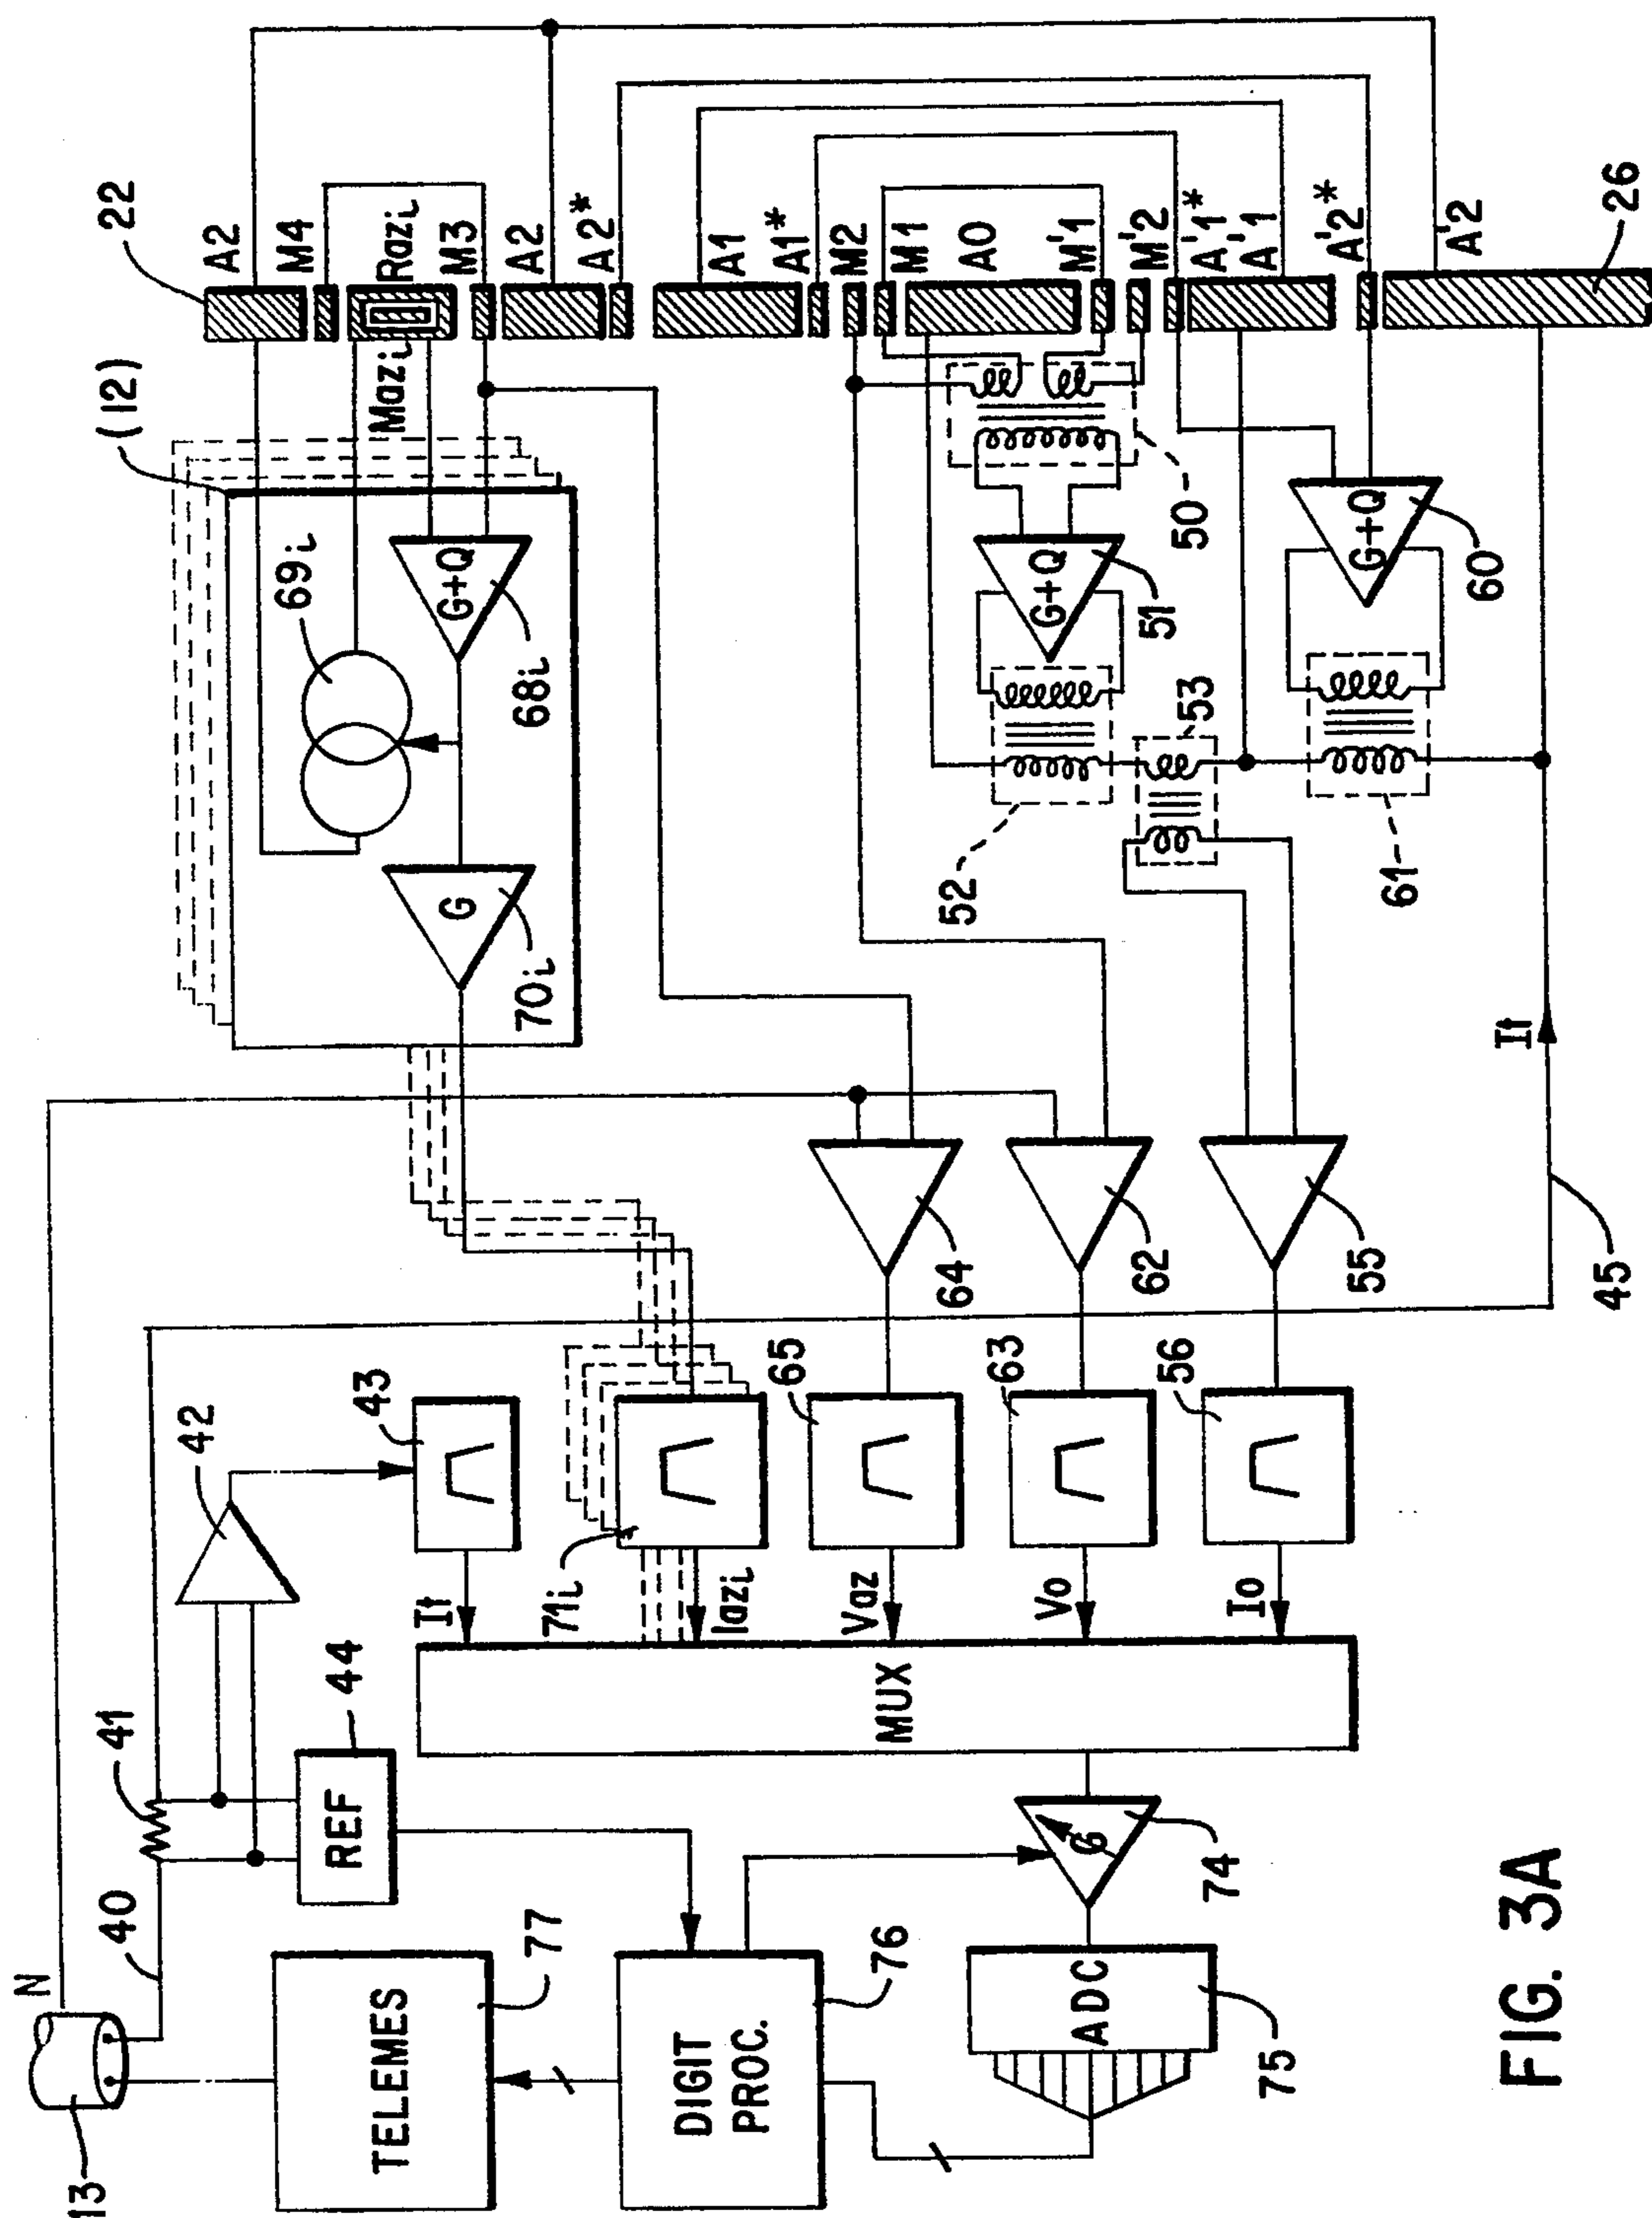 22
A2
M4
Razi
M3
A2
A2*
A1
A1*
M2
M1
A0
M'1
M'2
A'1*
A'1
A'2*
A'2
26
(12)
Mazi
69i
G+Q
68i
G
70i
G+Q
51
50
G+Q
60
52
53
61
It
64
62
55
45
42
43
65
63
56
71i
It
Iazi
Vaz
Vo
Io
MUX
N
40
41
44
REF
13
TELEMES
77
DIGIT
PROC.
76
G
74
ADC
75
FIG. 3A